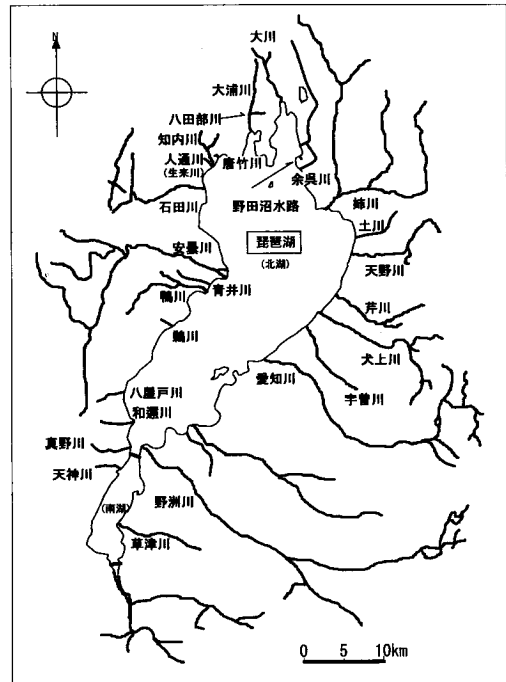 N
大川
大浦川
八田部川
知内川
人通川
(生来川)
唐竹川
余呉川
石田川
野田沼水路
姉川
土川
琵琶湖
(北湖)
安曇川
天野川
青井川
鴨川
芹川
鵜川
犬上川
愛知川
八屋戸川
宇曽川
和邇川
真野川
天神川
(南湖)
野洲川
草津川
0 5 10km